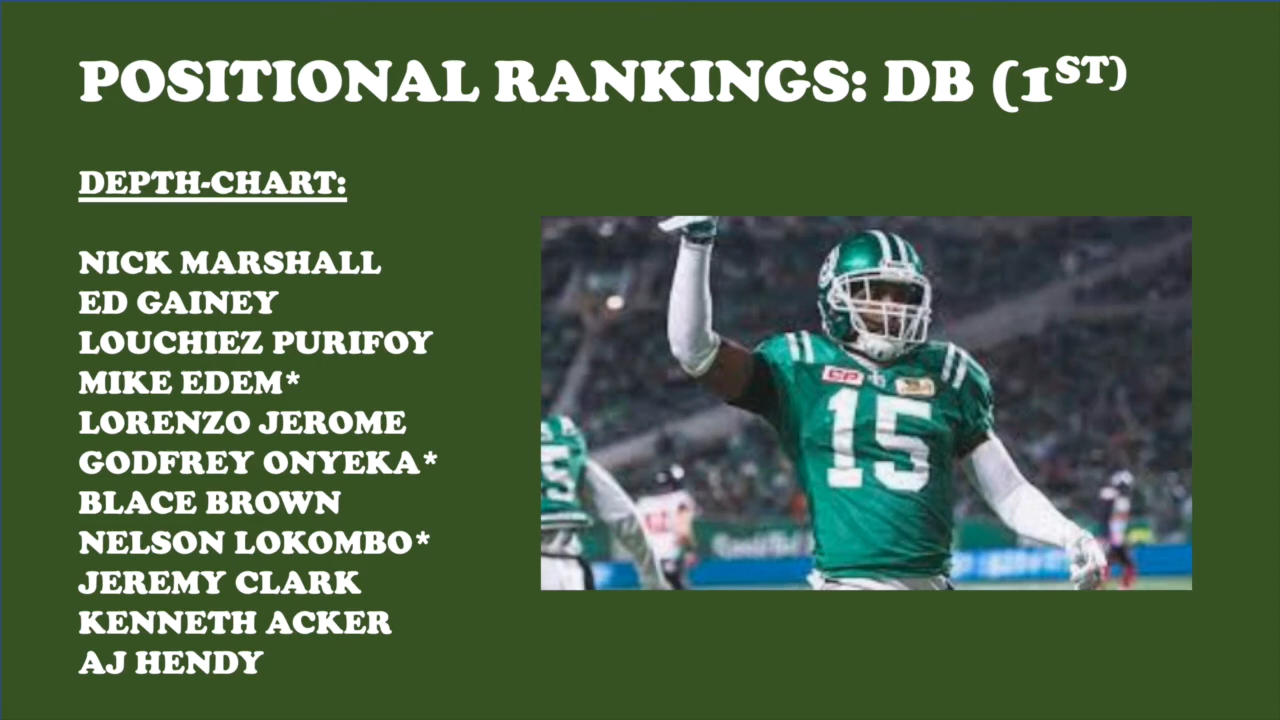 POSITIONAL RANKINGS: DB (1ST)
DEPTH-CHART:
NICK MARSHALL
ED GAINEY
LOUCHIEZ PURIFOY
MIKE EDEM*
LORENZO JEROME
GODFREY ONYEKA*
BLACE BROWN
NELSON LOKOMBO*
JEREMY CLARK
KENNETH ACKER
AJ HENDY
15